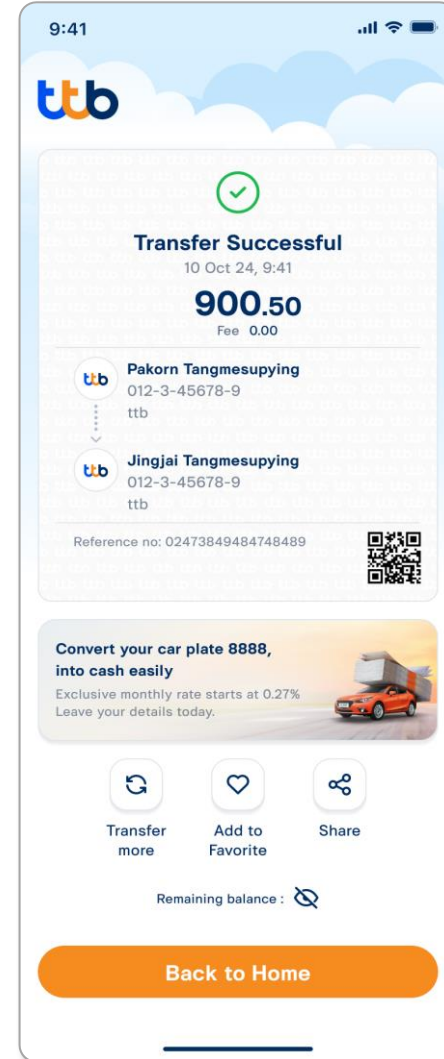 9:41
ttb
Transfer Successful
10 Oct 24, 9:41
900.50
Fee 0.00
ttb
Pakorn Tangmesupying
012-3-45678-9
ttb
ttb
Jingjai Tangmesupying
012-3-45678-9
ttb
Reference no: 02473849484748489
Convert your car plate 8888,
into cash easily
Exclusive monthly rate starts at 0.27%
Leave your details today.
Transfer
more
Add to
Favorite
Share
Remaining balance :
Back to Home